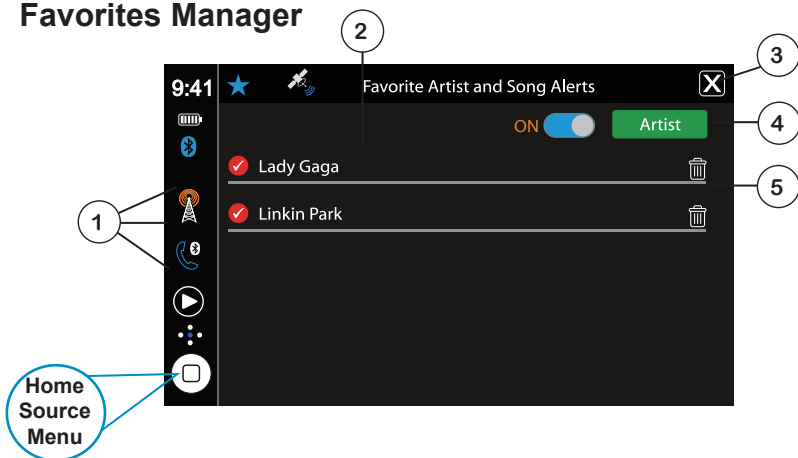 Favorites Manager
2
3
9:41
Favorite Artist and Song Alerts
X
ON
Artist
4
Lady Gaga
5
1
Linkin Park
Home
Source
Menu